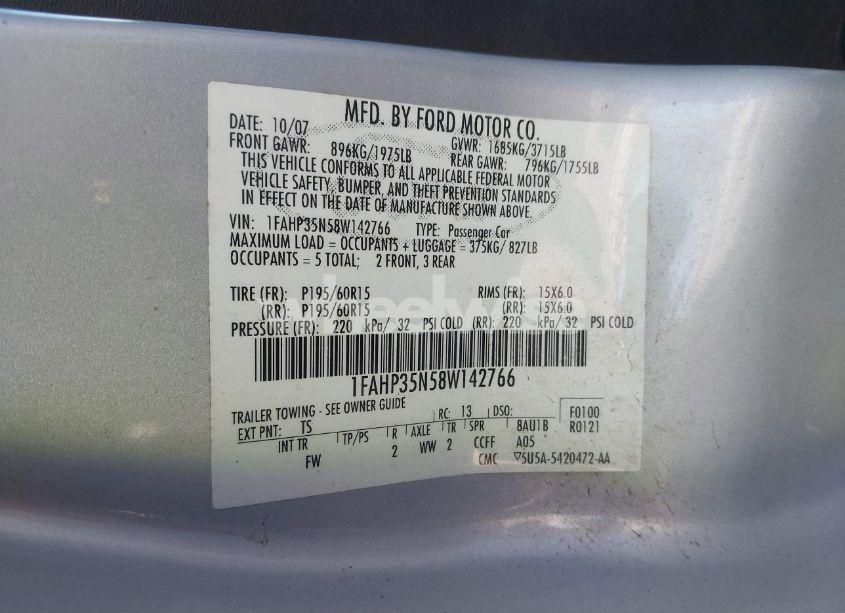 MFD. BY FORD MOTOR CO.
DATE: 10/07 GVWR: 1685KG/3715LB
FRONT GAWR: 896KG/1975LB REAR GAWR: 796KG/1755LB
THIS VEHICLE CONFORMS TO ALL APPLICABLE FEDERAL MOTOR
VEHICLE SAFETY, BUMPER, AND THEFT PREVENTION STANDARDS
IN EFFECT ON THE DATE OF MANUFACTURE SHOWN ABOVE.
VIN: 1FAHP35N58W142766 TYPE: Passenger Car
MAXIMUM LOAD = OCCUPANTS + LUGGAGE = 375KG/ 827LB
OCCUPANTS = 5 TOTAL; 2 FRONT, 3 REAR
TIRE (FR): P195/60R15 RIMS (FR): 15X6.0
(RR): P195/60R15 (RR): 15X6.0
PRESSURE (FR): 220 kPa/ 32 PSI COLD (RR): 220 kPa/ 32 PSI COLD
1FAHP35N58W142766
TRAILER TOWING - SEE OWNER GUIDE RC: 13 DSO: F0100
EXT PNT: TS 8AU1B R0121
INT TR TP/PS R AXLE TR SPR A05
FW 2 WW 2 CCFF
CMC ▽5U5A-5420472-AA